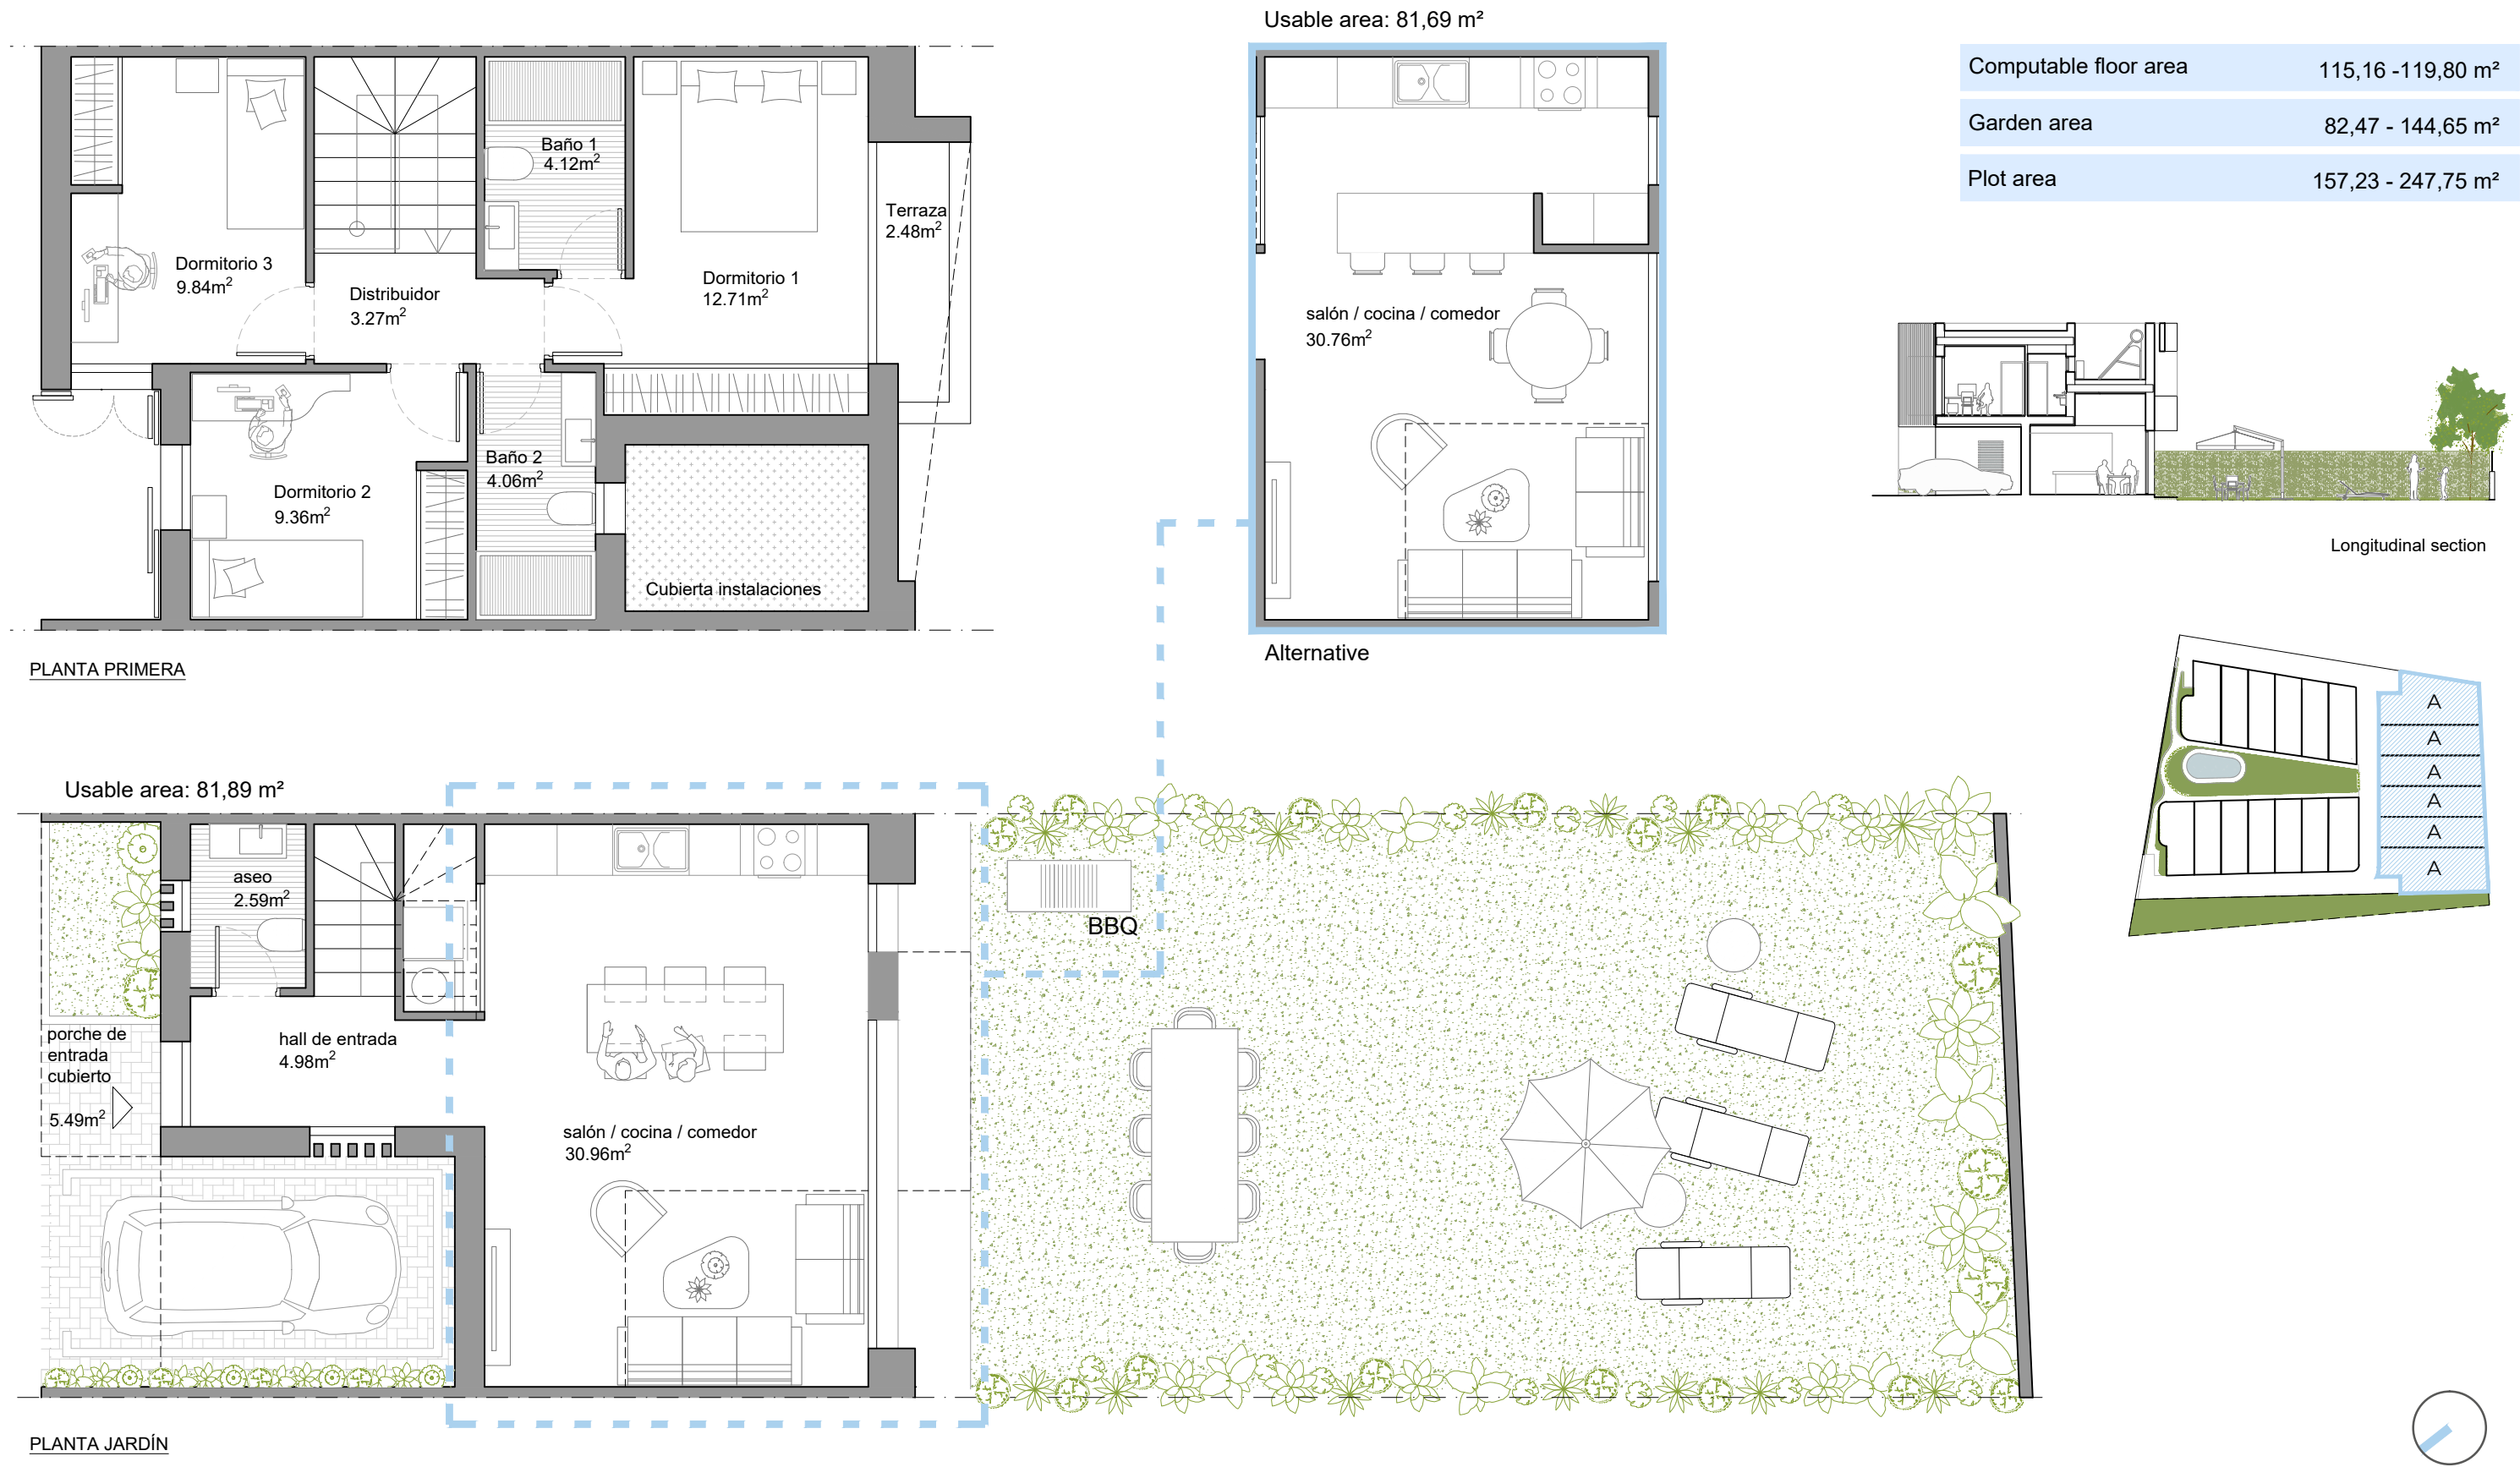 Usable area: 81,69 m²
Computable floor area 115,16 -119,80 m²
Garden area 82,47 - 144,65 m²
Plot area 157,23 - 247,75 m²
Baño 1
4.12m²
Terraza
2.48m²
Dormitorio 3
9.84m²
Distribuidor
3.27m²
Dormitorio 1
12.71m²
Baño 2
4.06m²
Dormitorio 2
9.36m²
Cubierta instalaciones
PLANTA PRIMERA
salón / cocina / comedor
30.76m²
Alternative
Longitudinal section
A
A
A
A
A
A
Usable area: 81,89 m²
aseo
2.59m²
porche de
entrada
cubierto
5.49m²
hall de entrada
4.98m²
salón / cocina / comedor
30.96m²
BBQ
PLANTA JARDÍN